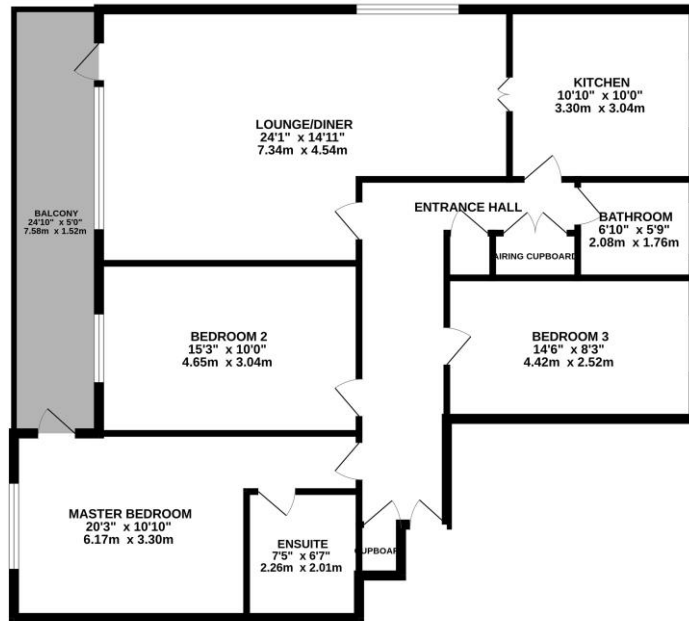 KITCHEN
10'10" x 10'0"
3.30m x 3.04m
LOUNGE/DINER
24'1" x 14'11"
7.34m x 4.54m
BALCONY
24'10" x 5'0"
7.58m x 1.52m
ENTRANCE HALL
BATHROOM
6'10" x 5'9"
2.08m x 1.76m
AIRING CUPBOARD
BEDROOM 2
15'3" x 10'0"
4.65m x 3.04m
BEDROOM 3
14'6" x 8'3"
4.42m x 2.52m
MASTER BEDROOM
20'3" x 10'10"
6.17m x 3.30m
ENSUITE
7'5" x 6'7"
2.26m x 2.01m
CUPBOAR